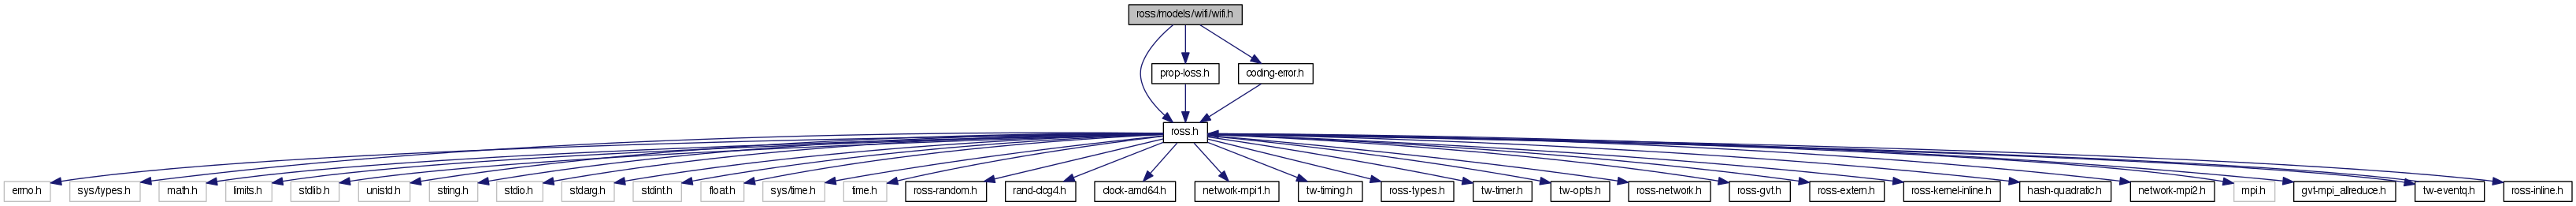 ross/models/wifi/wifi.h
prop-loss.h
coding-error.h
ross.h
errno.h
sys/types.h
math.h
limits.h
stdlib.h
unistd.h
string.h
stdio.h
stdarg.h
stdint.h
float.h
sys/time.h
time.h
ross-random.h
rand-clcg4.h
clock-amd64.h
network-mpi1.h
tw-timing.h
ross-types.h
tw-timer.h
tw-opts.h
ross-network.h
ross-gvt.h
ross-extern.h
ross-kernel-inline.h
hash-quadratic.h
network-mpi2.h
mpi.h
gvt-mpi_allreduce.h
tw-eventq.h
ross-inline.h